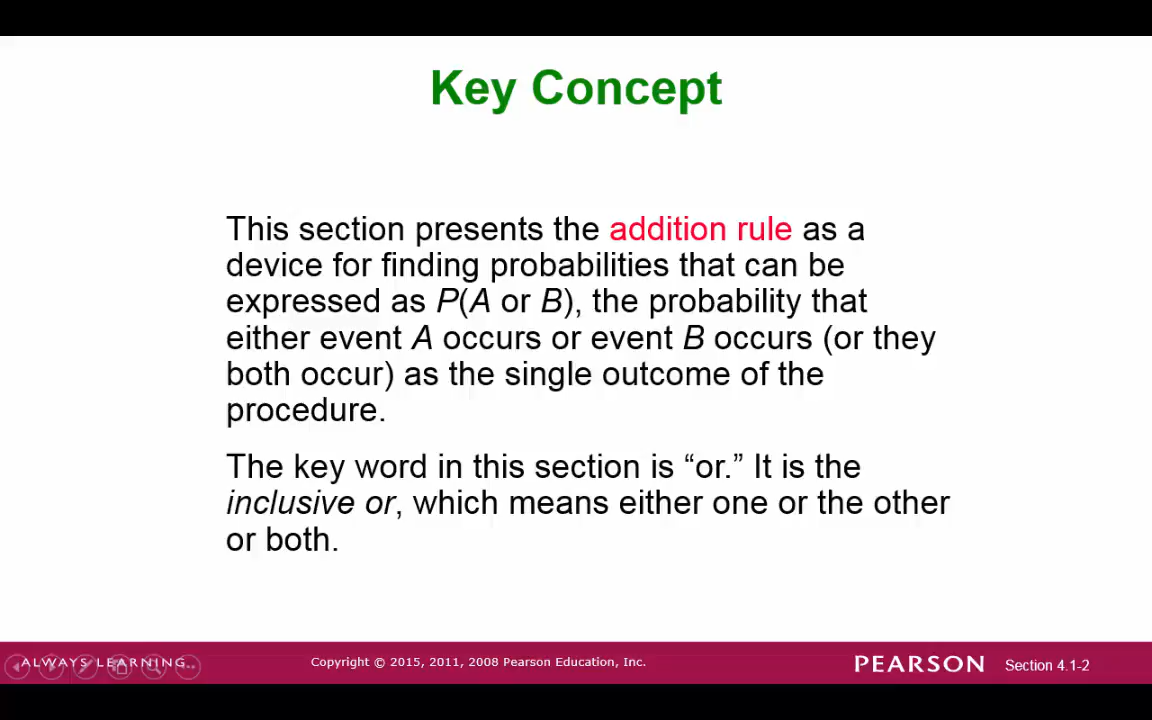 Key Concept
This section presents the addition rule as a
device for finding probabilities that can be
expressed as P(A or B), the probability that
either event A occurs or event B occurs (or they
both occur) as the single outcome of the
procedure.
The key word in this section is “or.” It is the
inclusive or, which means either one or the other
or both.
ALWAYS LEARNING
Copyright © 2015, 2011, 2008 Pearson Education, Inc.
PEARSON
Section 4.1-2